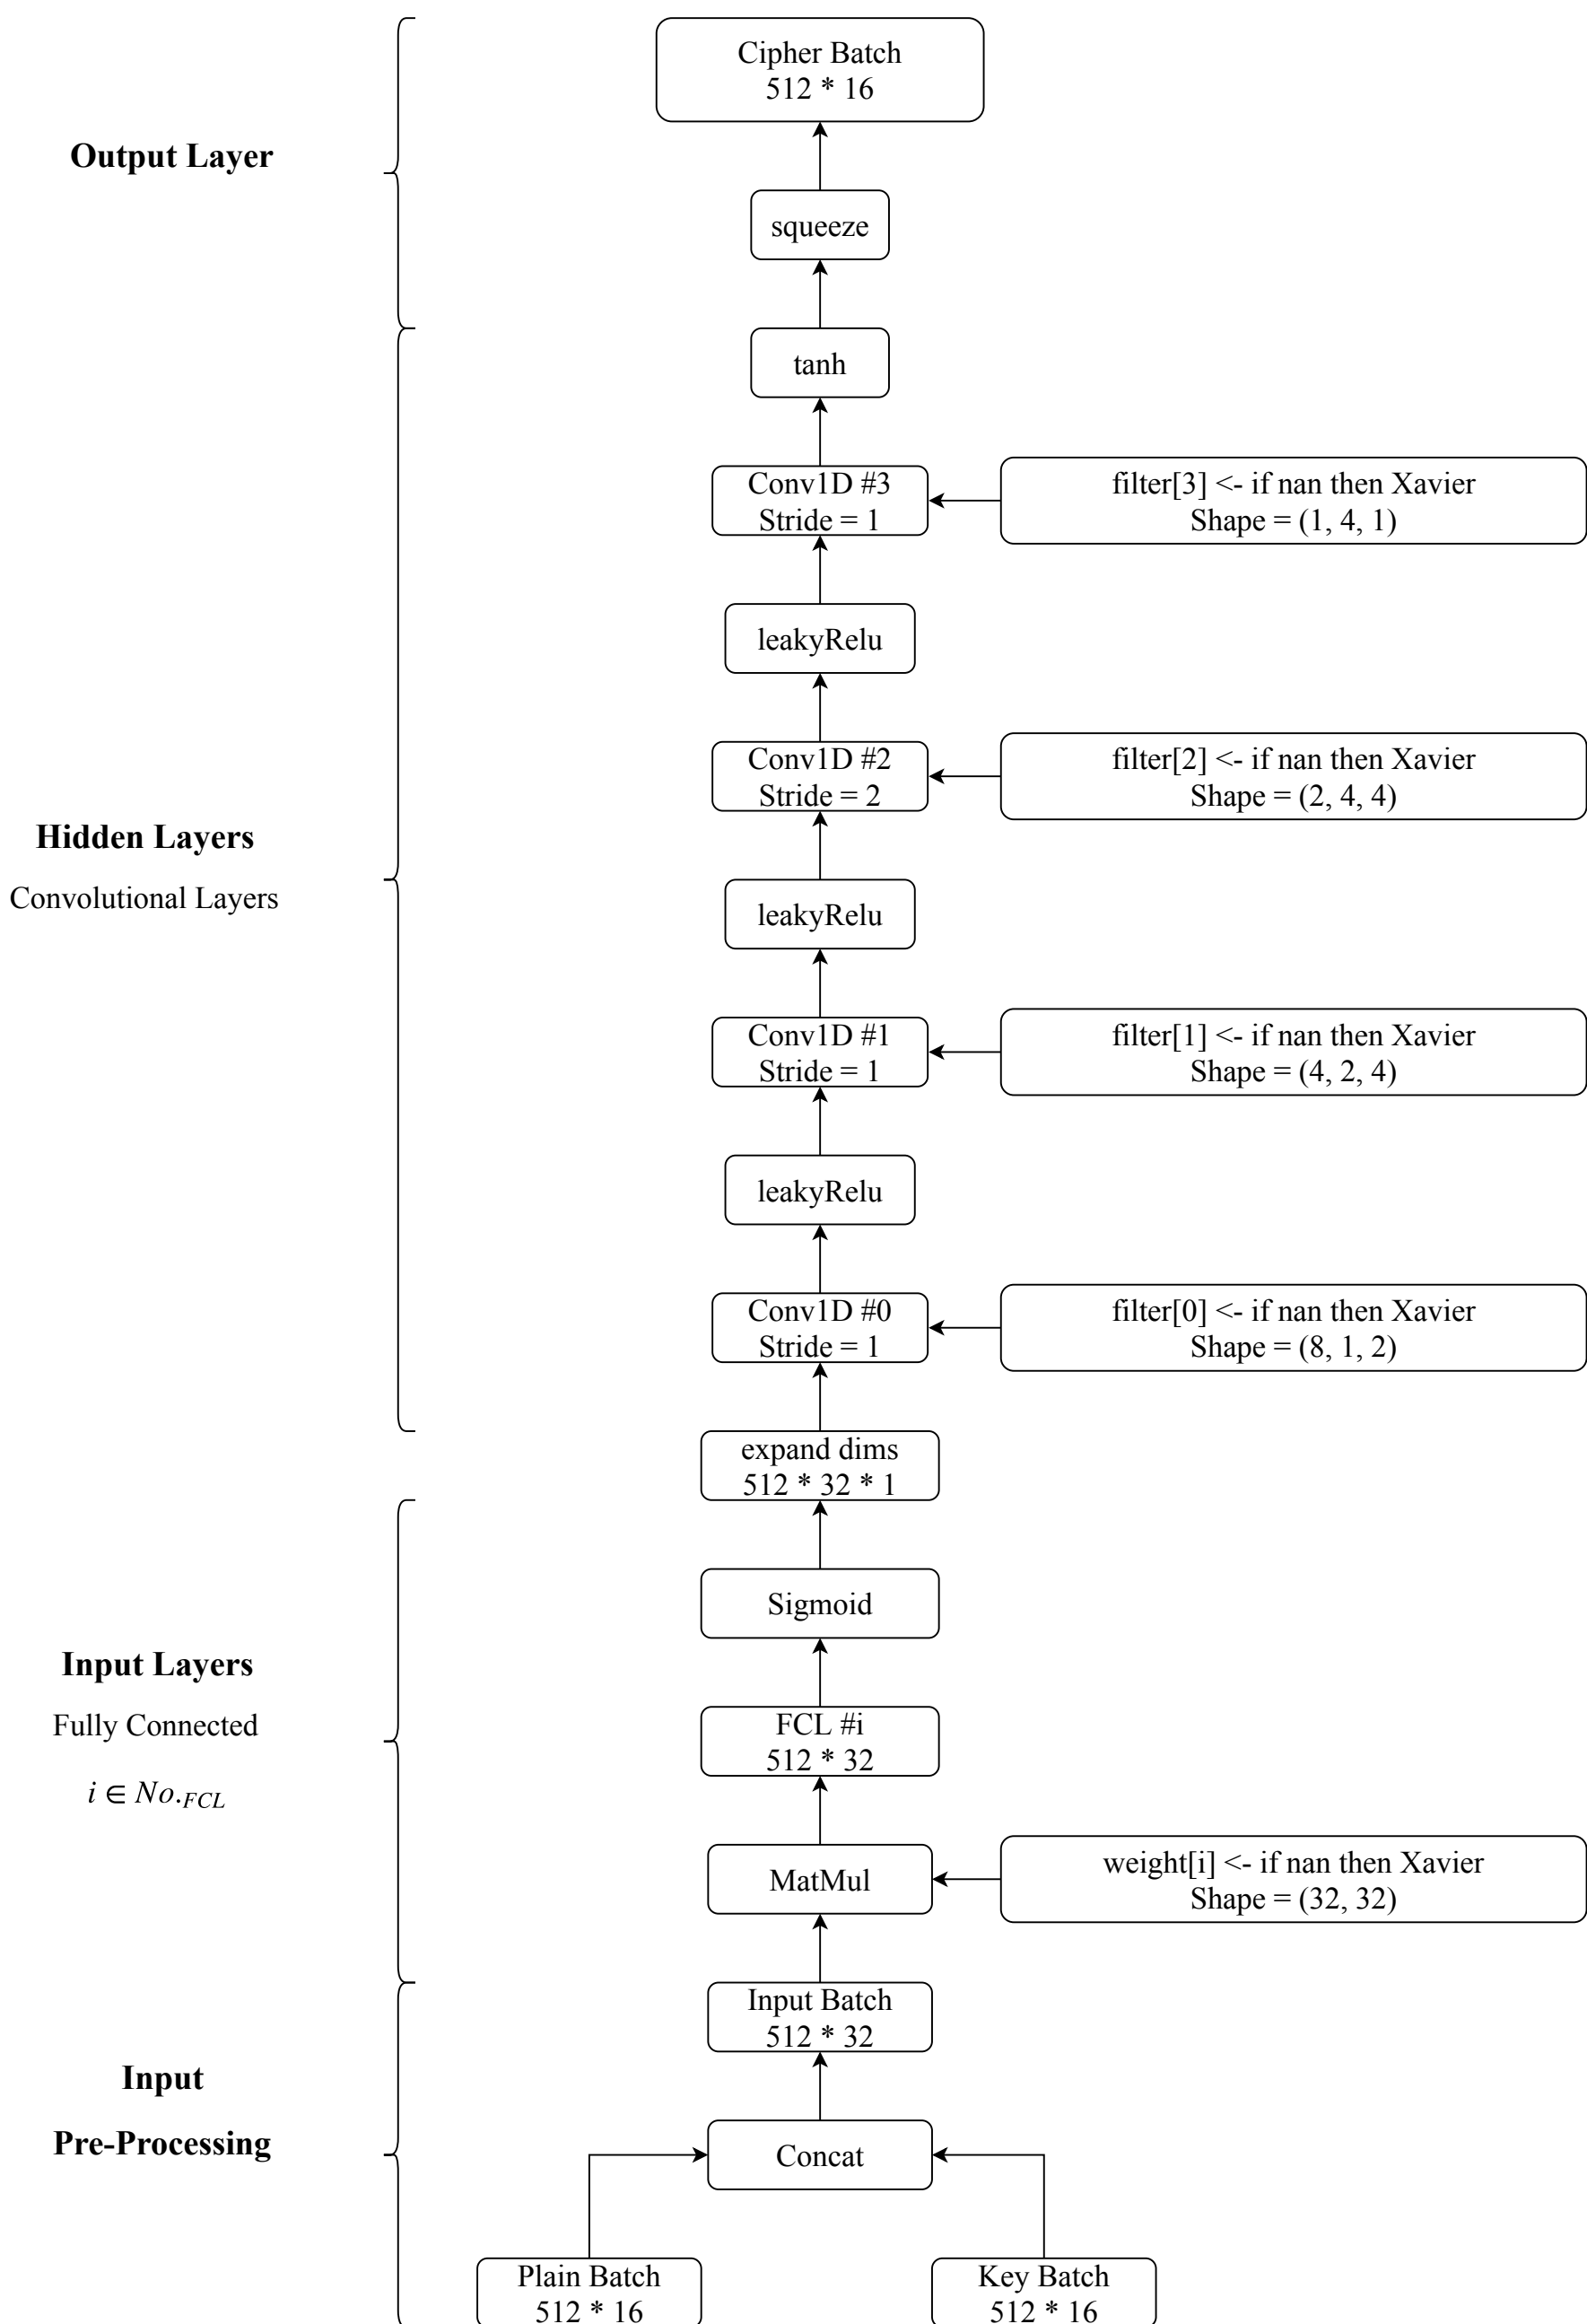 Cipher Batch
512 * 16
Output Layer
squeeze
tanh
Conv1D #3
Stride = 1
filter[3] <- if nan then Xavier
Shape = (1, 4, 1)
leakyRelu
Conv1D #2
Stride = 2
filter[2] <- if nan then Xavier
Shape = (2, 4, 4)
Hidden Layers
Convolutional Layers
leakyRelu
Conv1D #1
Stride = 1
filter[1] <- if nan then Xavier
Shape = (4, 2, 4)
leakyRelu
Conv1D #0
Stride = 1
filter[0] <- if nan then Xavier
Shape = (8, 1, 2)
expand dims
512 * 32 * 1
Sigmoid
Input Layers
Fully Connected
i ∈ No.FCL
FCL #i
512 * 32
MatMul
weight[i] <- if nan then Xavier
Shape = (32, 32)
Input Batch
512 * 32
Input
Pre-Processing
Concat
Plain Batch
512 * 16
Key Batch
512 * 16